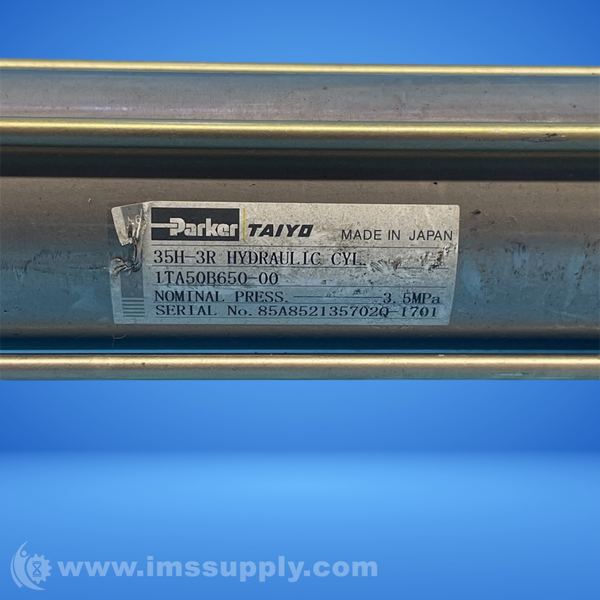 Parker TAIYO MADE IN JAPAN
35H-3R HYDRAULIC CYL.
1TA50B650-00
NOMINAL PRESS. 3.5MPa
SERIAL No. 85A852135702Q-1701
www.imssupply.com